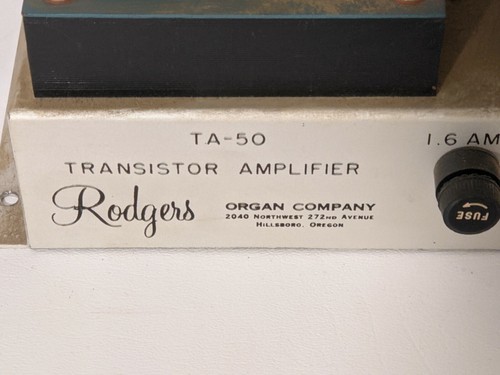 TA-50
1.6 AM
TRANSISTOR AMPLIFIER
Rodgers
ORGAN COMPANY
2040 NORTHWEST 272ND AVENUE
HILLSBORO, OREGON
FUSE